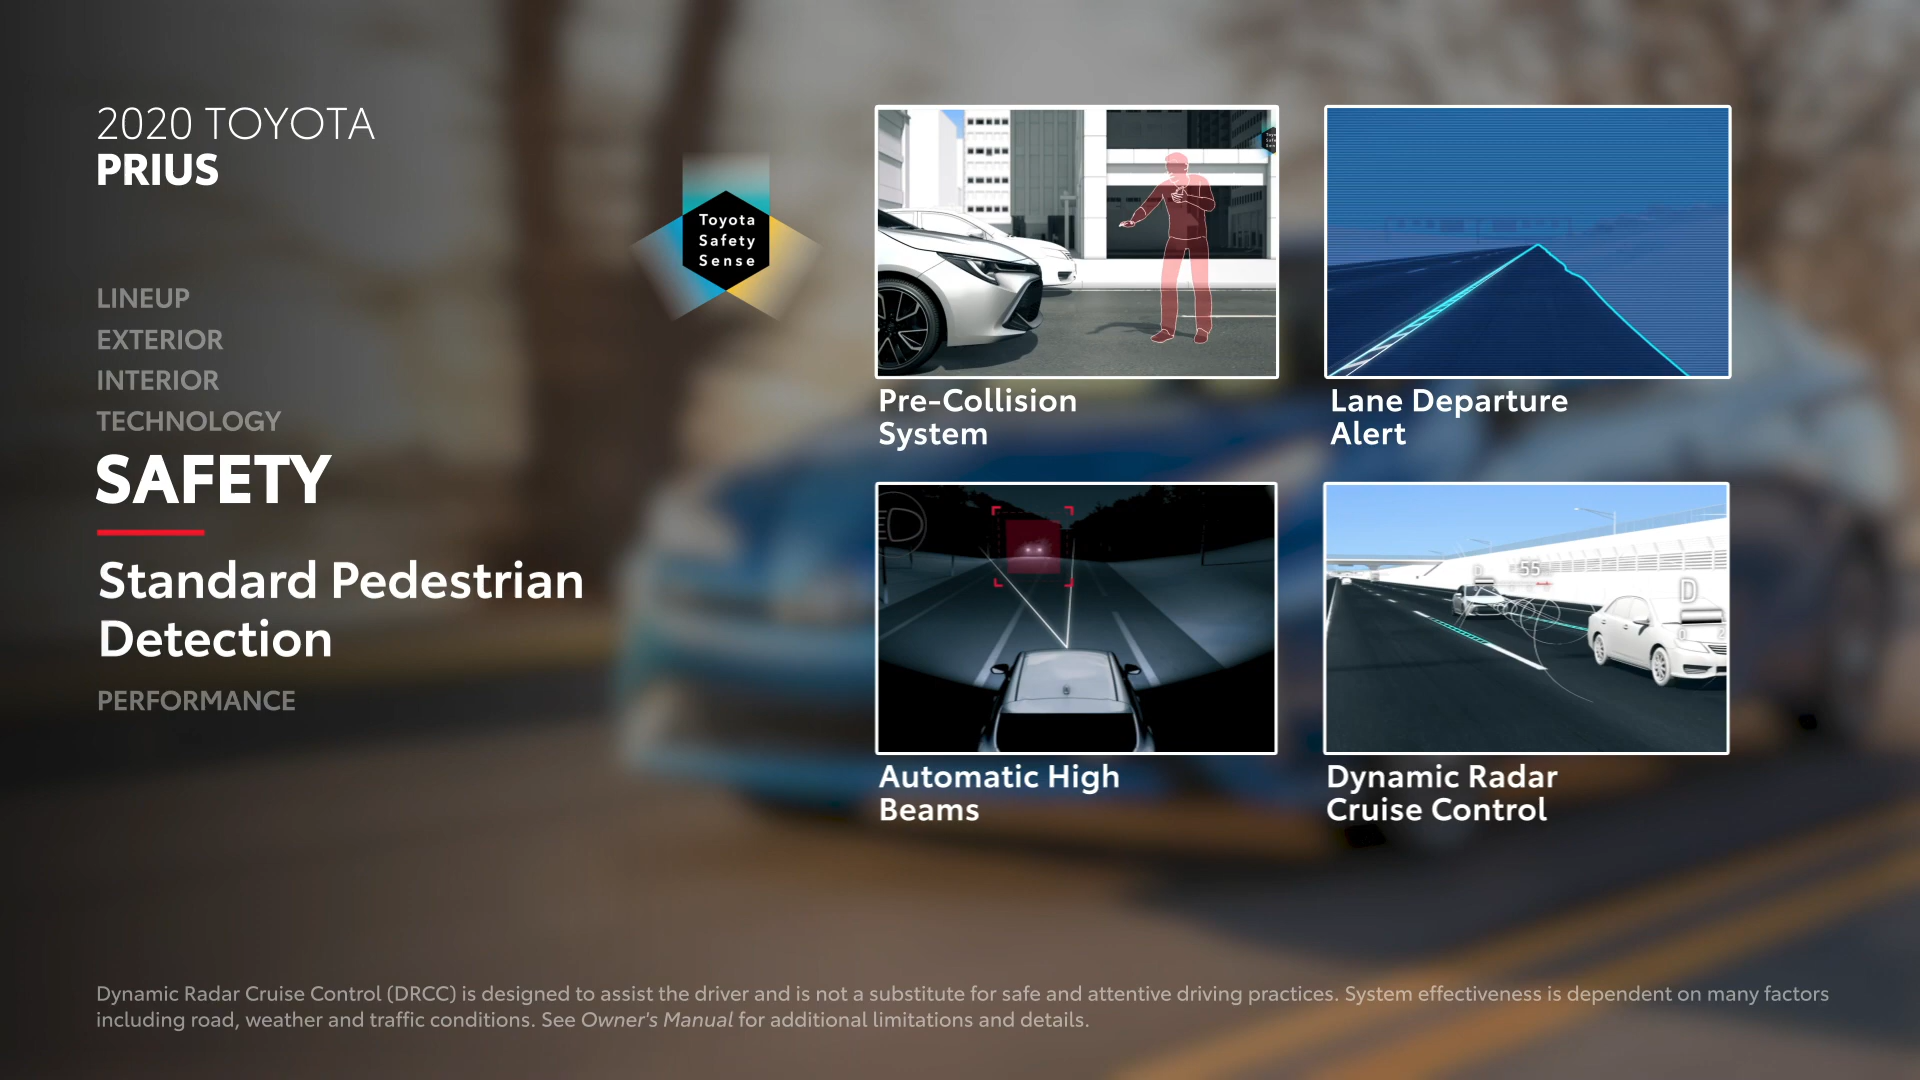 2020 TOYOTA
PRIUS
LINEUP
EXTERIOR
INTERIOR
TECHNOLOGY
SAFETY
Standard Pedestrian
Detection
PERFORMANCE
Toyota
Safety
Sense
Pre-Collision
System
Lane Departure
Alert
Automatic High
Beams
D
55
D
0
Dynamic Radar
Cruise Control
Dynamic Radar Cruise Control (DRCC) is designed to assist the driver and is not a substitute for safe and attentive driving practices. System effectiveness is dependent on many factors
including road, weather and traffic conditions. See Owner's Manual for additional limitations and details.